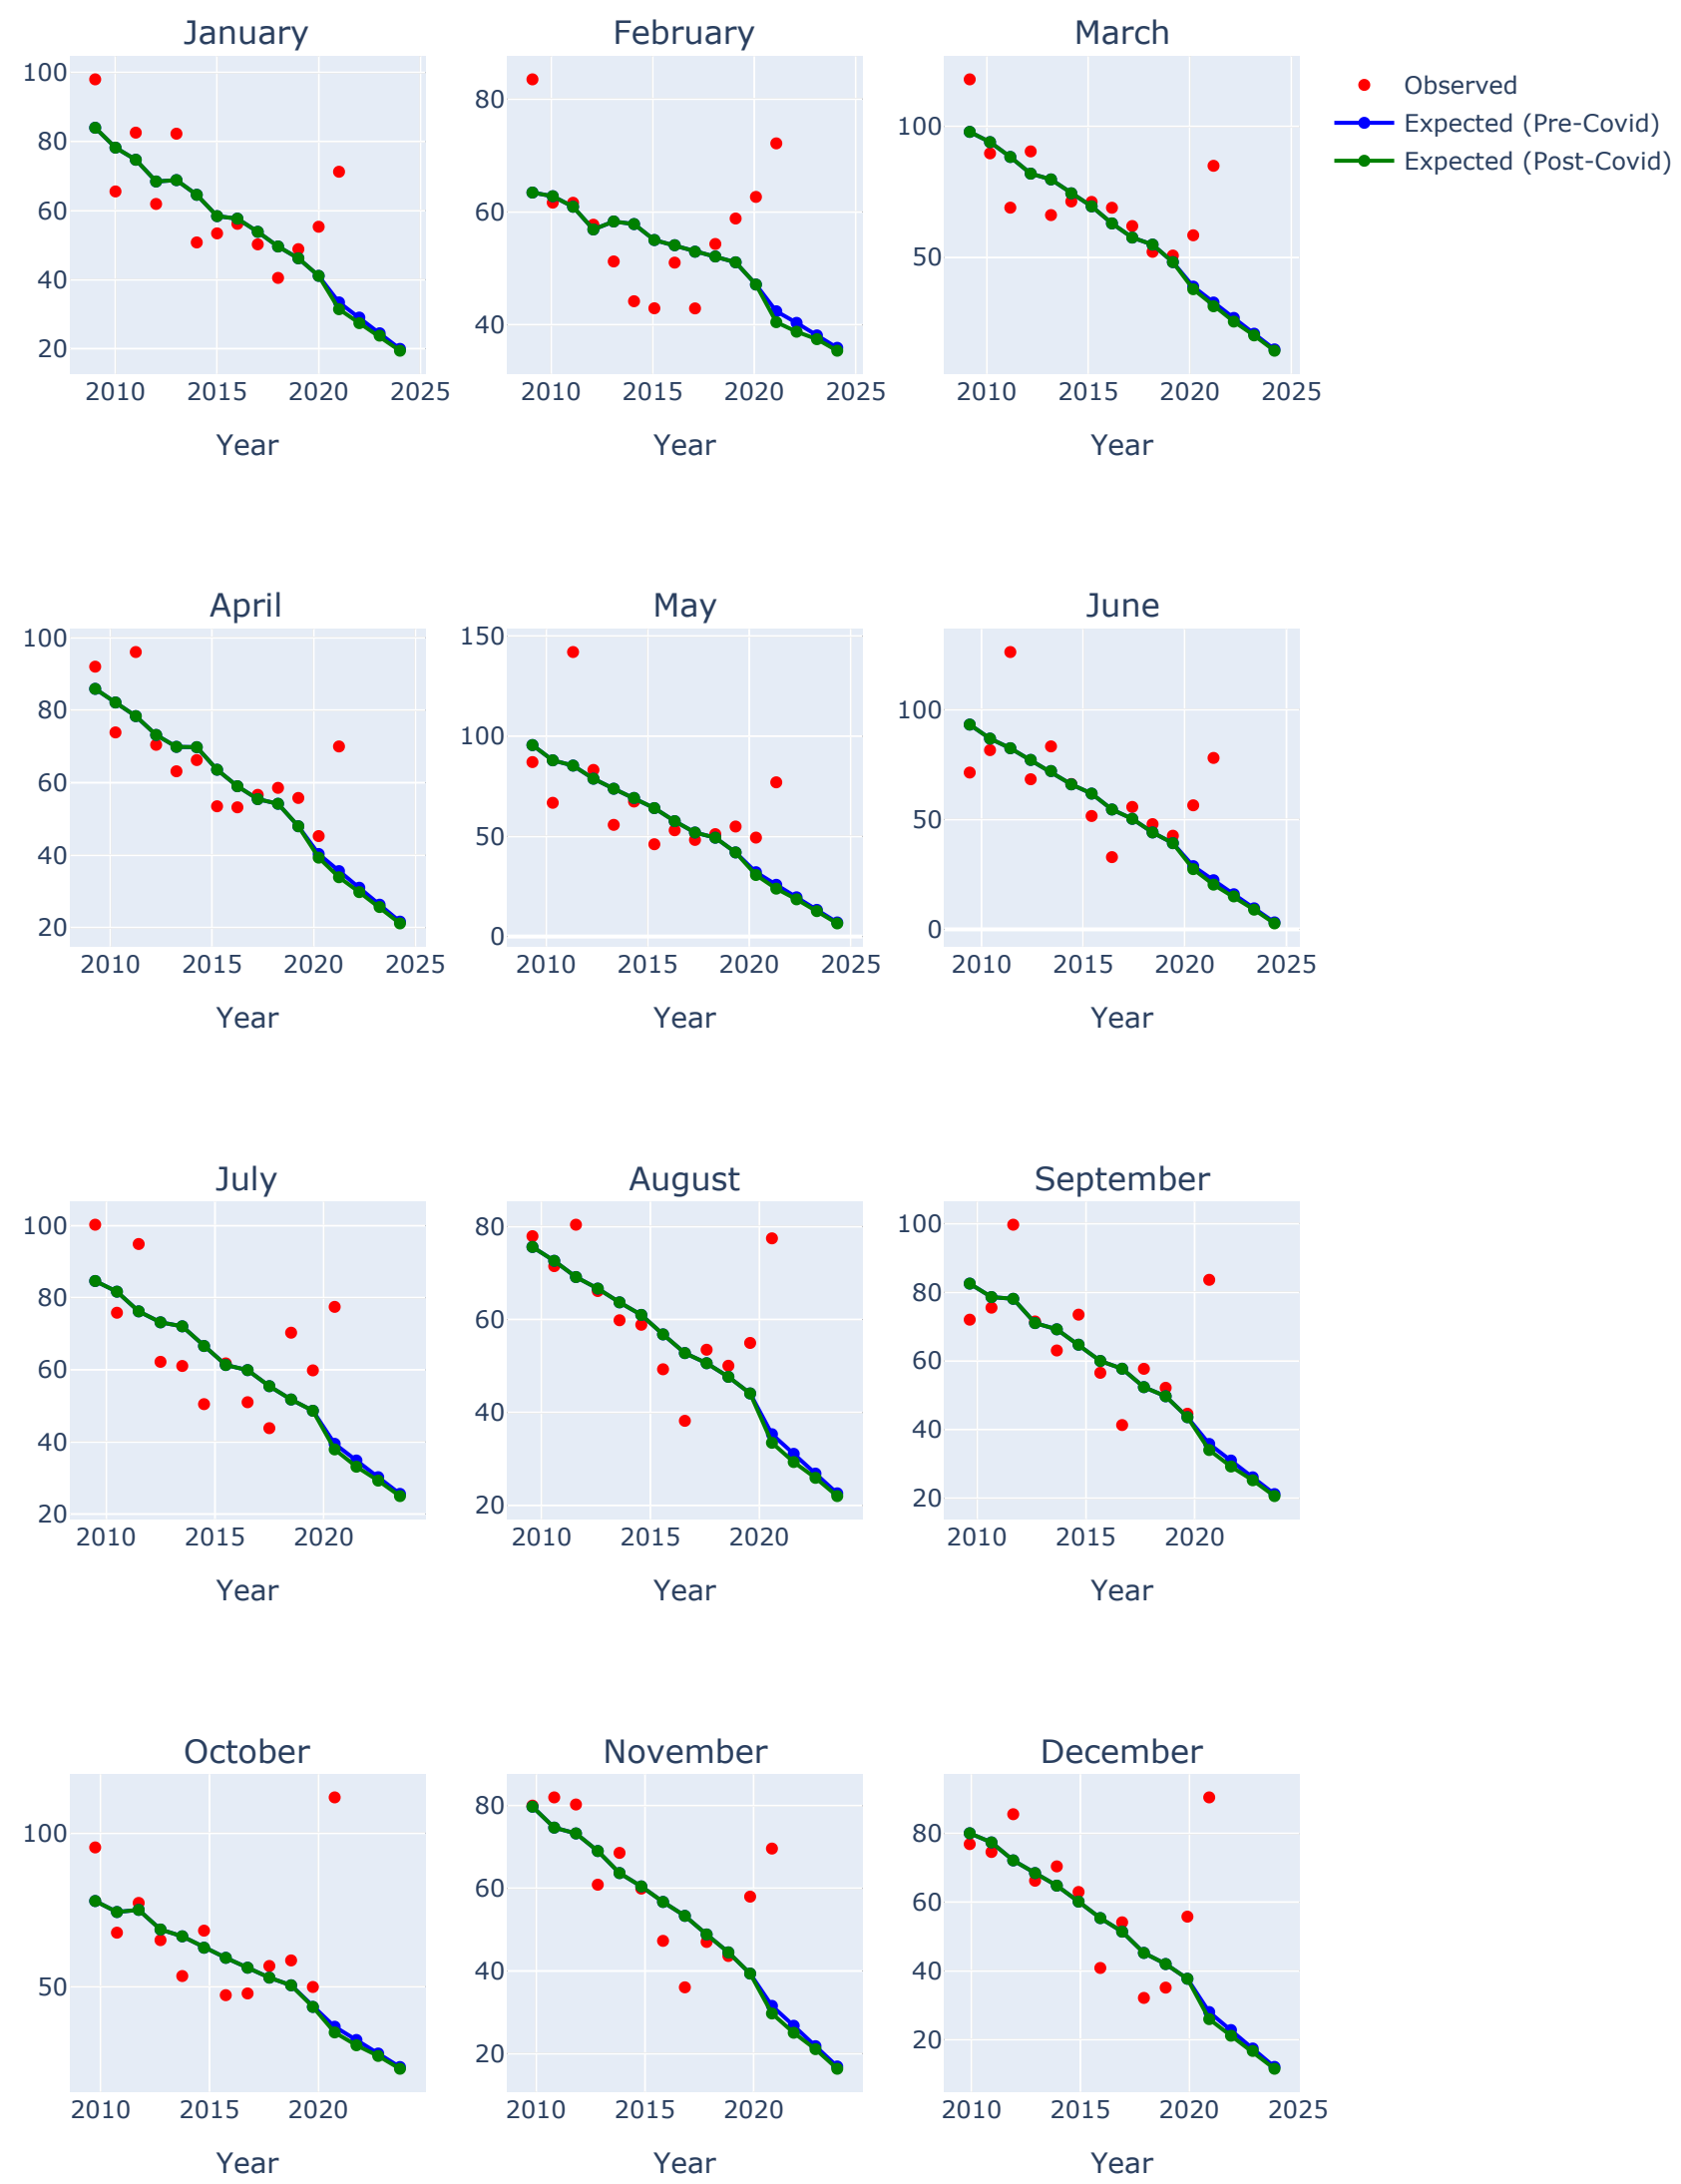 January February March
100
80
60
40
20
2010 2015 2020 2025
Year
80
60
40
2010 2015 2020 2025
Year
100
50
2010 2015 2020 2025
Year
Observed
Expected (Pre-Covid)
Expected (Post-Covid)
April May June
100
80
60
40
20
2010 2015 2020 2025
Year
150
100
50
0
2010 2015 2020 2025
Year
100
50
0
2010 2015 2020 2025
Year
July August September
100
80
60
40
20
2010 2015 2020
Year
80
60
40
20
2010 2015 2020
Year
100
80
60
40
20
2010 2015 2020
Year
October November December
100
50
2010 2015 2020
Year
80
60
40
20
2010 2015 2020
Year
80
60
40
20
2010 2015 2020 2025
Year